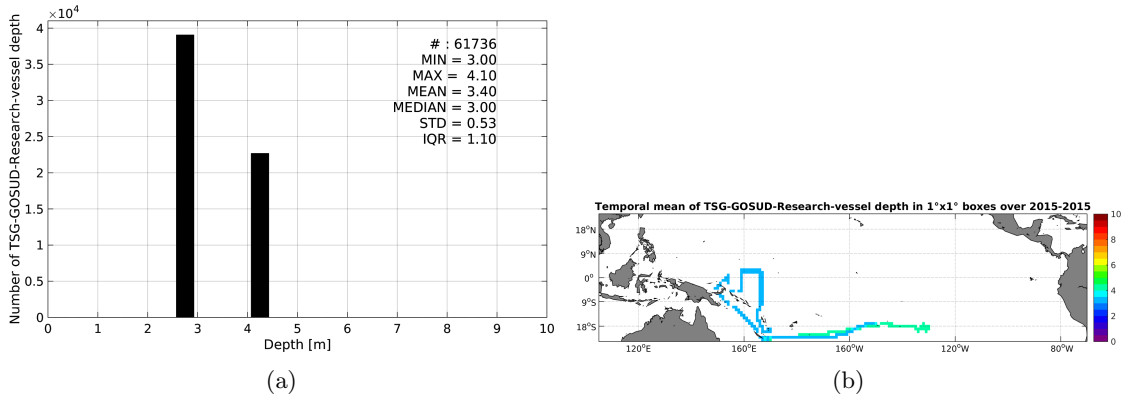 ×10⁴
Number of TSG-GOSUD-Research-vessel depth
4
3.5
3
2.5
2
1.5
1
0.5
0
# : 61736
MIN = 3.00
MAX = 4.10
MEAN = 3.40
MEDIAN = 3.00
STD = 0.53
IQR = 1.10
0 1 2 3 4 5 6 7 8 9 10
Depth [m]
(a)
Temporal mean of TSG-GOSUD-Research-vessel depth in 1°x1° boxes over 2015-2015
18°N
9°N
0°
9°S
18°S
120°E 160°E 160°W 120°W 80°W
10
8
6
4
2
0
(b)